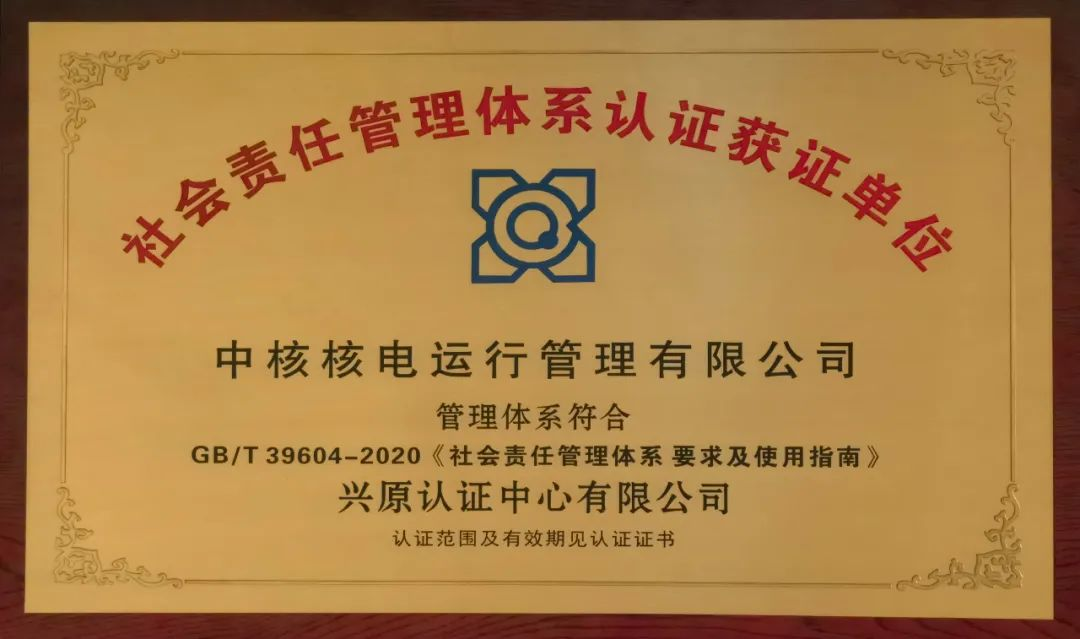 社会责任管理体系认证获证单位
中核核电运行管理有限公司
管理体系符合
GB/T 39604-2020《社会责任管理体系 要求及使用指南》
兴原认证中心有限公司
认证范围及有效期见认证证书